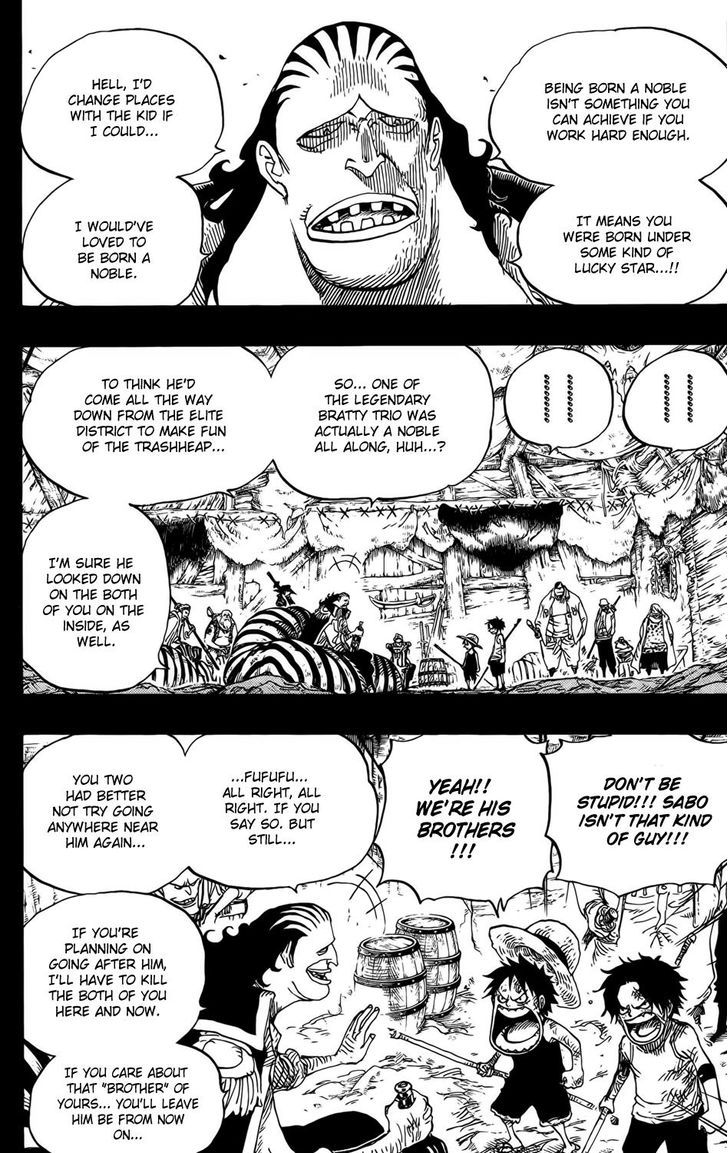 BEING BORN A NOBLE
ISN'T SOMETHING YOU
CAN ACHIEVE IF YOU
WORK HARD ENOUGH.
IT MEANS YOU
WERE BORN UNDER
SOME KIND OF
LUCKY STAR...!!
HELL, I'D
CHANGE PLACES
WITH THE KID IF
I COULD...
I WOULD'VE
LOVED TO
BE BORN A
NOBLE.
SO... ONE OF
THE LEGENDARY
BRATTY TRIO WAS
ACTUALLY A NOBLE
ALL ALONG, HUH...?
TO THINK HE'D
COME ALL THE WAY
DOWN FROM THE ELITE
DISTRICT TO MAKE FUN
OF THE TRASHHEAP...
I'M SURE HE
LOOKED DOWN
ON THE BOTH
OF YOU ON THE
INSIDE, AS
WELL.
DON'T BE
STUPID!!! SABO
ISN'T THAT KIND
OF GUY!!!
YEAH!!
WE'RE HIS
BROTHERS
!!!
...FUFUFU...
ALL RIGHT, ALL
RIGHT. IF YOU
SAY SO. BUT
STILL...
YOU TWO
HAD BETTER
NOT TRY GOING
ANYWHERE NEAR
HIM AGAIN...
IF YOU'RE
PLANNING ON
GOING AFTER HIM,
I'LL HAVE TO KILL
THE BOTH OF YOU
HERE AND NOW.
IF YOU CARE ABOUT
THAT "BROTHER" OF
YOURS... YOU'LL LEAVE
HIM BE FROM NOW
ON...